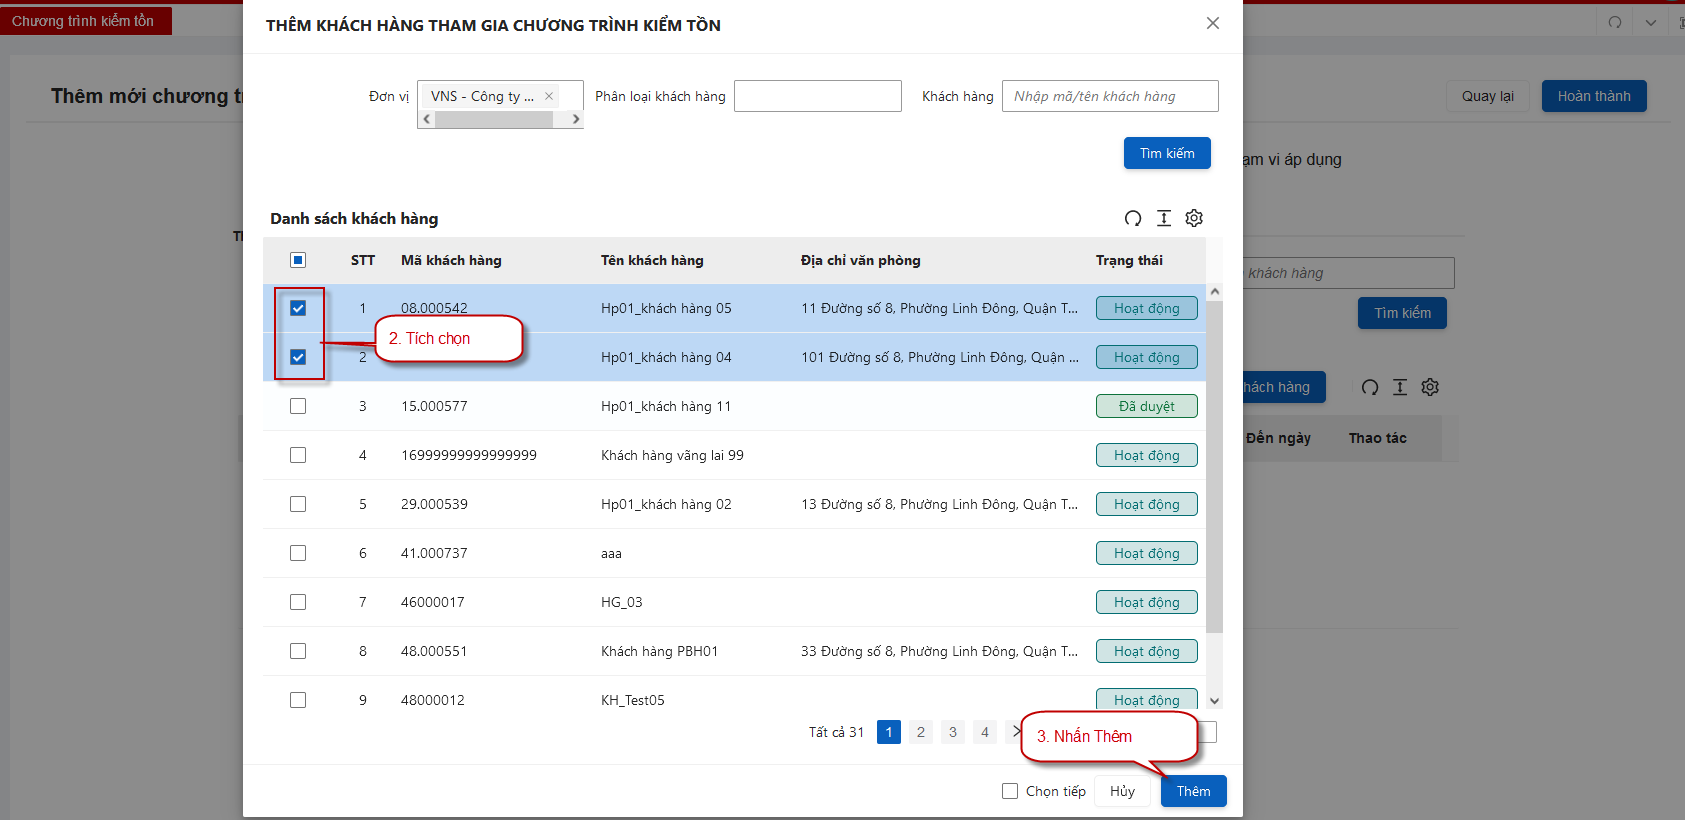 Chương trình kiểm tồn
THÊM KHÁCH HÀNG THAM GIA CHƯƠNG TRÌNH KIỂM TỒN
Thêm mới chương tr
Quay lại
Hoàn thành
Đơn vị
VNS - Công ty ...
Phân loại khách hàng
Khách hàng
Nhập mã/tên khách hàng
Tìm kiếm
ạm vi áp dụng
Danh sách khách hàng
Th
khách hàng
Tìm kiếm
STT Mã khách hàng Tên khách hàng Địa chỉ văn phòng Trạng thái
1 08.000542 Hp01_khách hàng 05 11 Đường số 8, Phường Linh Đông, Quận T... Hoạt động
2. Tích chọn
2 Hp01_khách hàng 04 101 Đường số 8, Phường Linh Đông, Quận ... Hoạt động
hách hàng
3 15.000577 Hp01_khách hàng 11 Đã duyệt
Đến ngày Thao tác
4 16999999999999999 Khách hàng vãng lai 99 Hoạt động
5 29.000539 Hp01_khách hàng 02 13 Đường số 8, Phường Linh Đông, Quận T... Hoạt động
6 41.000737 aaa Hoạt động
7 46000017 HG_03 Hoạt động
8 48.000551 Khách hàng PBH01 33 Đường số 8, Phường Linh Đông, Quận T... Hoạt động
9 48000012 KH_Test05 Hoạt động
Tất cả 31 1 2 3 4
3. Nhấn Thêm
Chọn tiếp
Hủy
Thêm